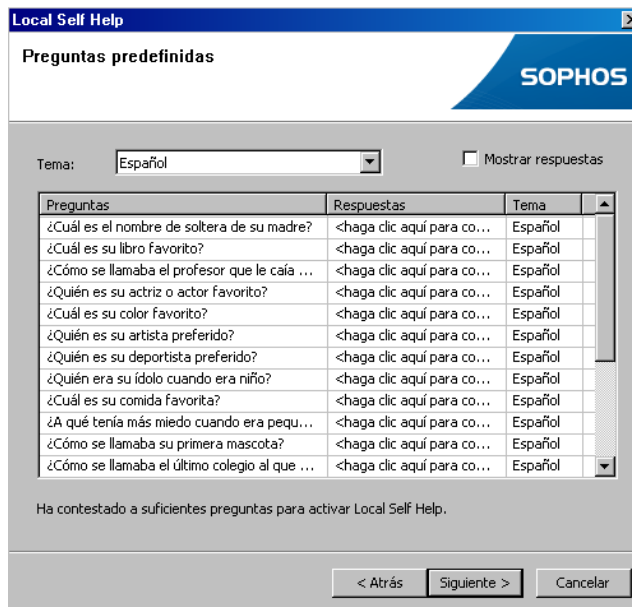 Local Self Help
Preguntas predefinidas
SOPHOS
Tema: Español Mostrar respuestas
Preguntas Respuestas Tema
¿Cuál es el nombre de soltera de su madre? <haga clic aquí para co... Español
¿Cuál es su libro favorito? <haga clic aquí para co... Español
¿Cómo se llamaba el profesor que le caía ... <haga clic aquí para co... Español
¿Quién es su actriz o actor favorito? <haga clic aquí para co... Español
¿Cuál es su color favorito? <haga clic aquí para co... Español
¿Quién es su artista preferido? <haga clic aquí para co... Español
¿Quién es su deportista preferido? <haga clic aquí para co... Español
¿Quién era su ídolo cuando era niño? <haga clic aquí para co... Español
¿Cuál es su comida favorita? <haga clic aquí para co... Español
¿A qué tenía más miedo cuando era pequ... <haga clic aquí para co... Español
¿Cómo se llamaba su primera mascota? <haga clic aquí para co... Español
¿Cómo se llamaba el último colegio al que ... <haga clic aquí para co... Español
Ha contestado a suficientes preguntas para activar Local Self Help.
< Atrás Siguiente > Cancelar